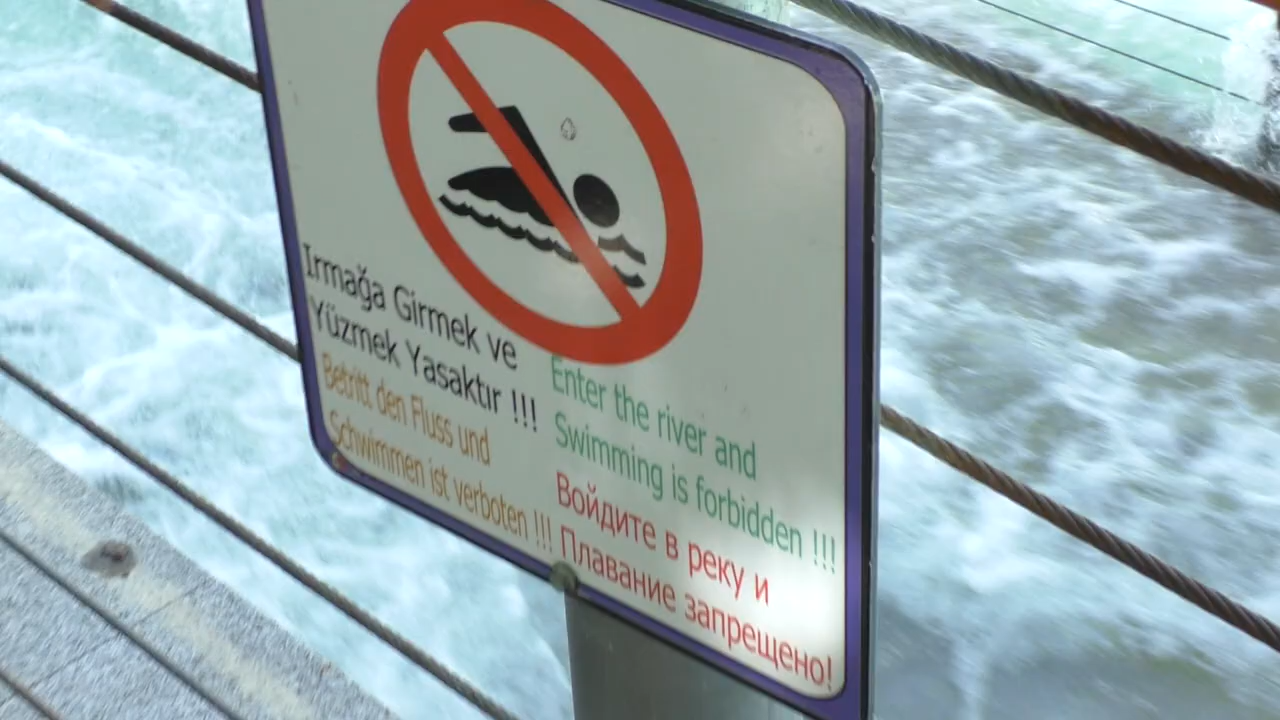 Irmağa Girmek ve
Yüzmek Yasaktır !!!
Betritt den Fluss und
Schwimmen ist verboten !!!
Enter the river and
Swimming is forbidden !!!
Войдите в реку и
Плавание запрещено!